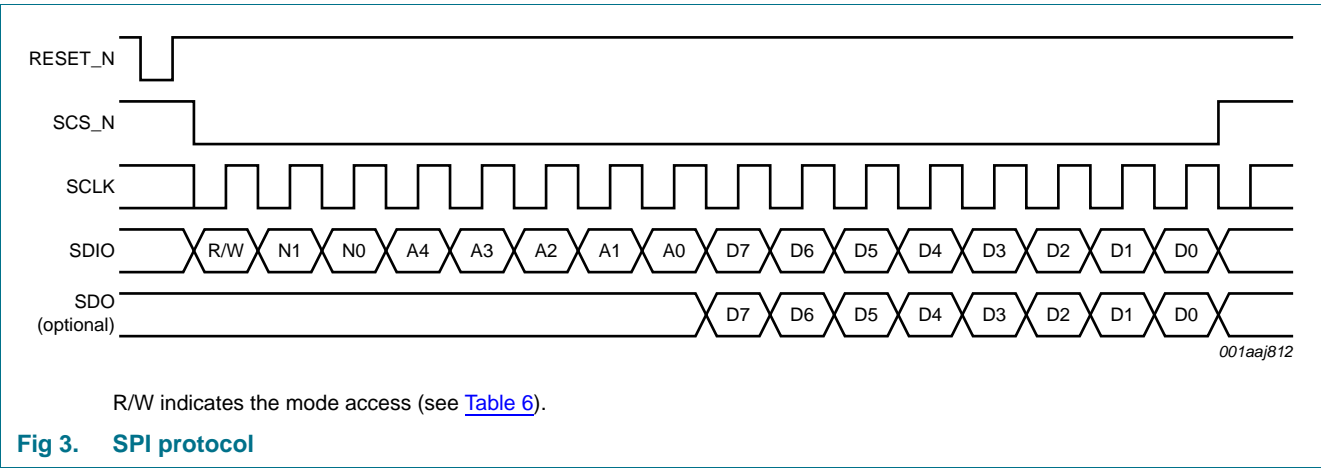 RESET_N
SCS_N
SCLK
SDIO R/W N1 N0 A4 A3 A2 A1 A0 D7 D6 D5 D4 D3 D2 D1 D0
SDO
(optional) D7 D6 D5 D4 D3 D2 D1 D0
001aaj812
R/W indicates the mode access (see Table 6).
Fig 3. SPI protocol